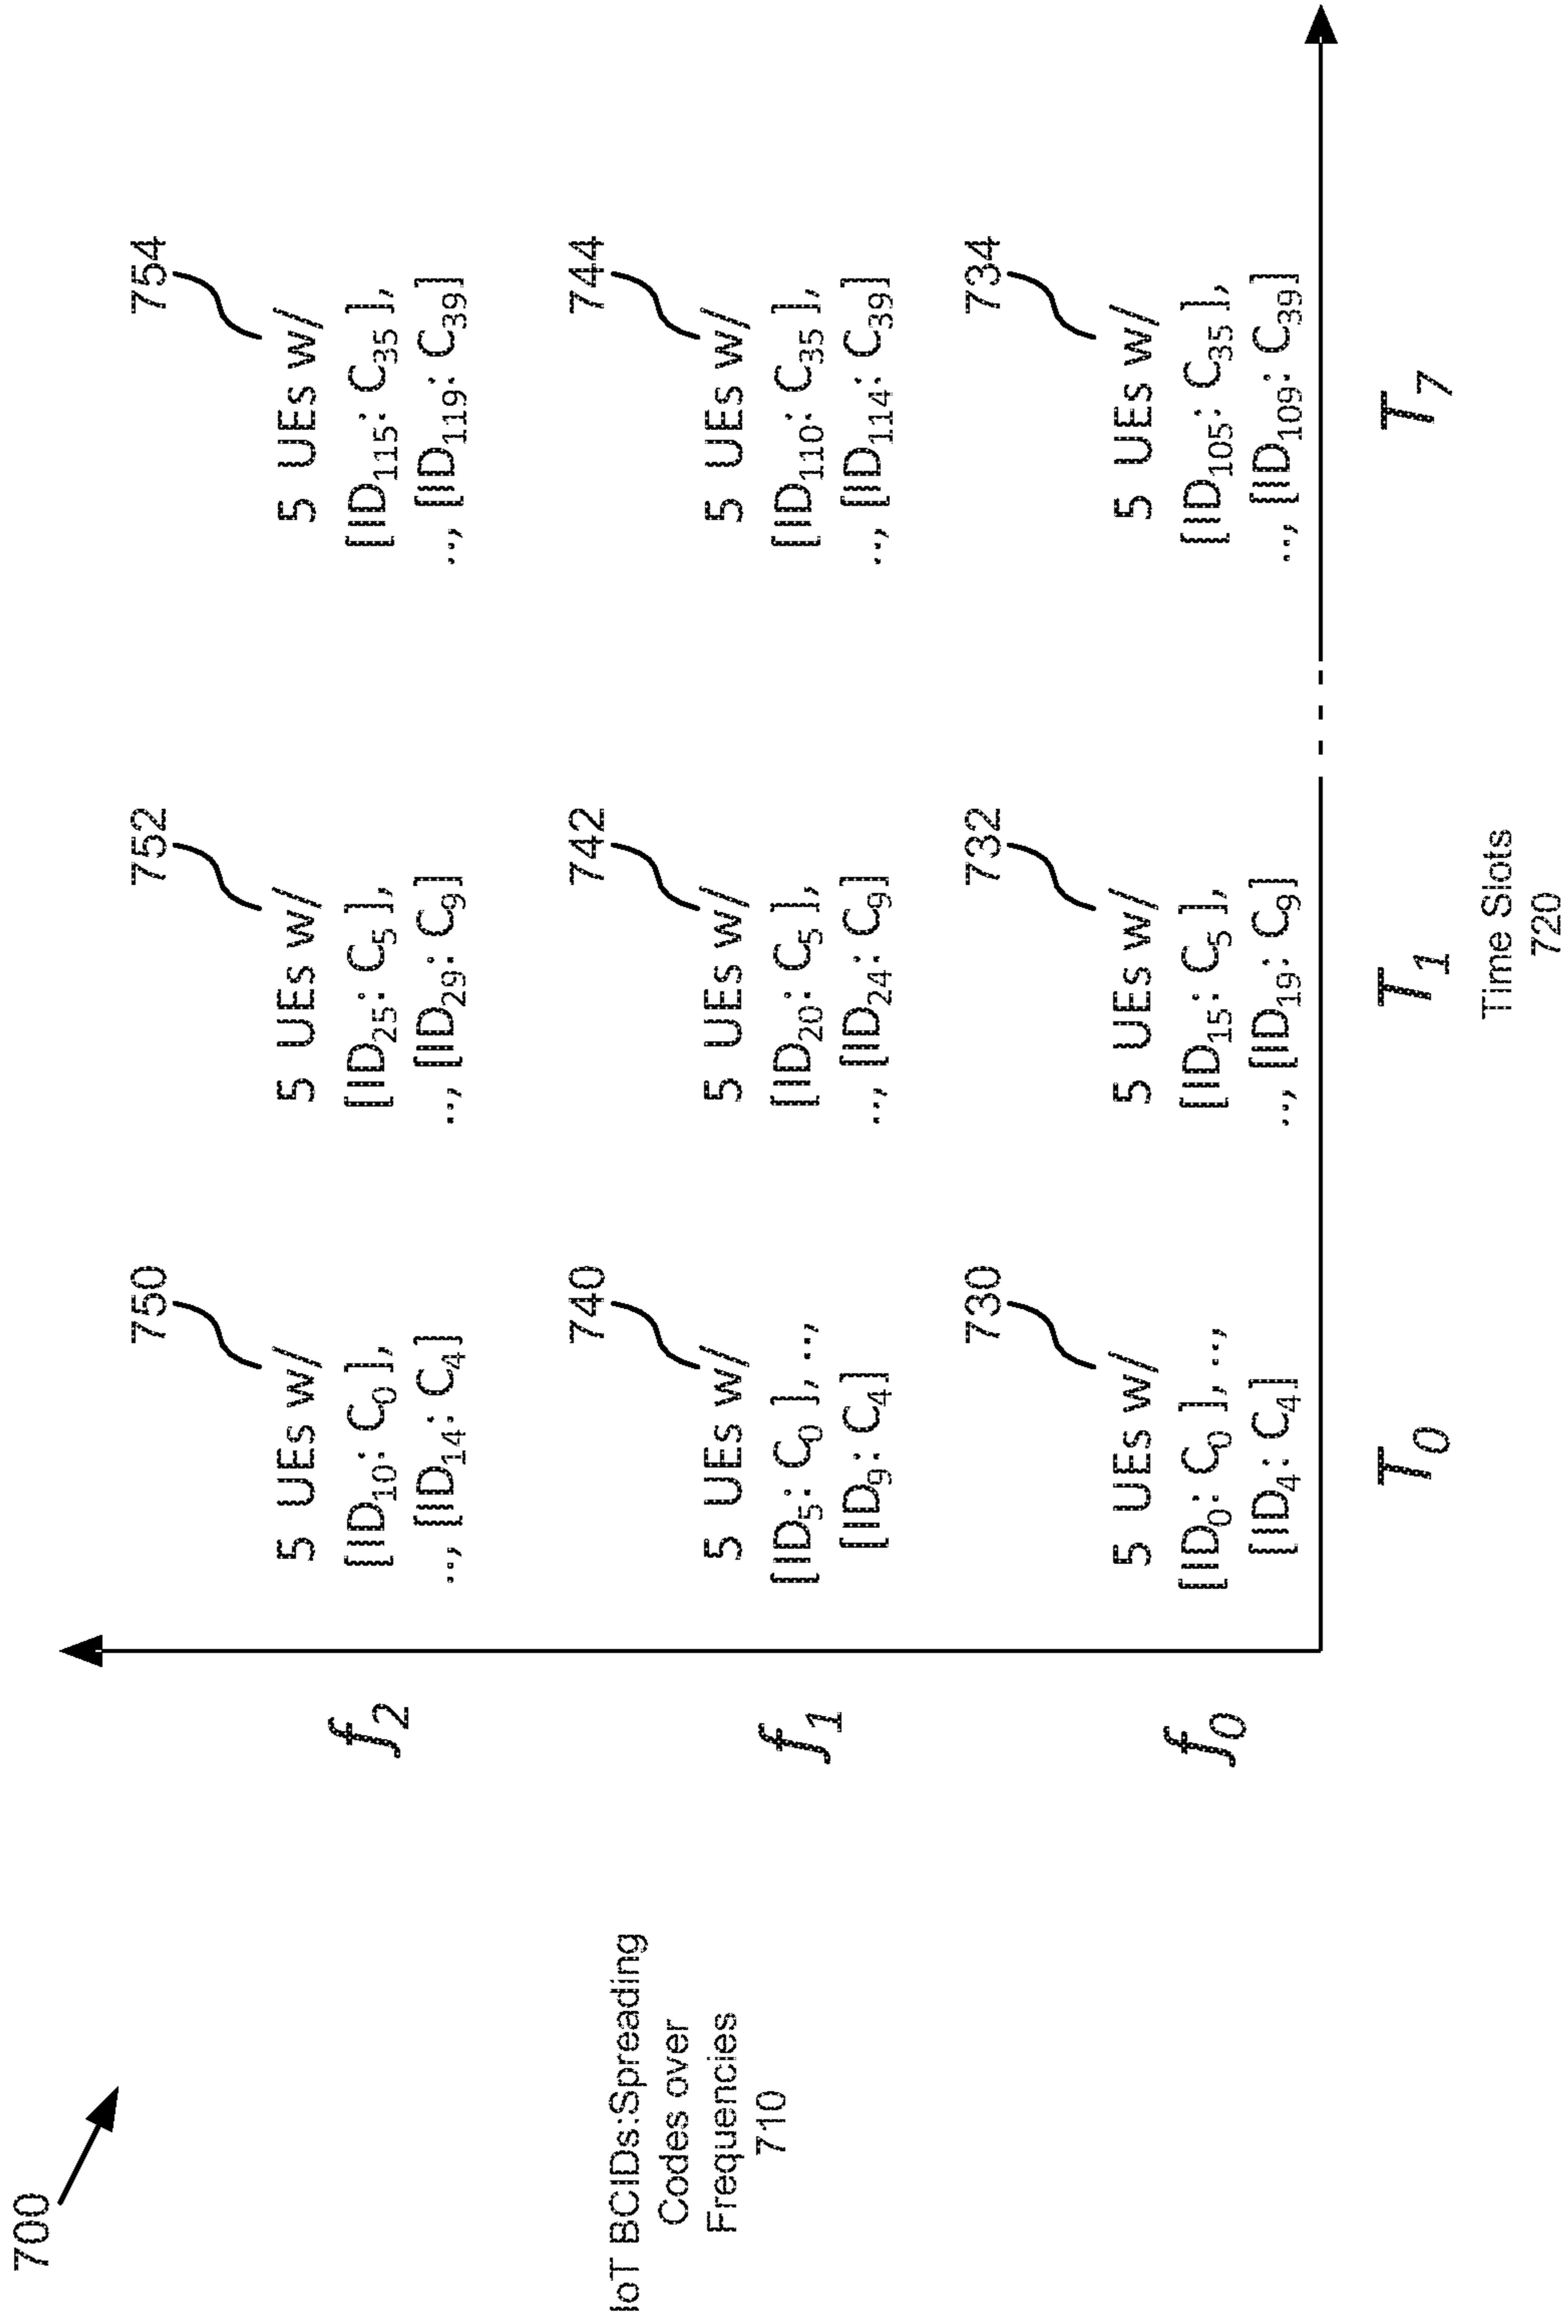 700
IoT BCIDs:Spreading
Codes over
Frequencies
710
f₂
750
5 UEs w/
[ID₁₀: C₀ ],
.., [ID₁₄: C₄]
752
5 UEs w/
[ID₂₅: C₅ ],
.., [ID₂₉: C₉]
754
5 UEs w/
[ID₁₁₅: C₃₅ ],
.., [ID₁₁₉: C₃₉]
f₁
740
5 UEs w/
[ID₅: C₀ ], ..,
[ID₉: C₄]
742
5 UEs w/
[ID₂₀: C₅ ],
.., [ID₂₄: C₉]
744
5 UEs w/
[ID₁₁₀: C₃₅ ],
.., [ID₁₁₄: C₃₉]
f₀
730
5 UEs w/
[ID₀: C₀ ], ..,
[ID₄: C₄]
732
5 UEs w/
[ID₁₅: C₅ ],
.., [ID₁₉: C₉]
734
5 UEs w/
[ID₁₀₅: C₃₅ ],
.., [ID₁₀₉: C₃₉]
T₀
T₁
T₇
Time Slots
720